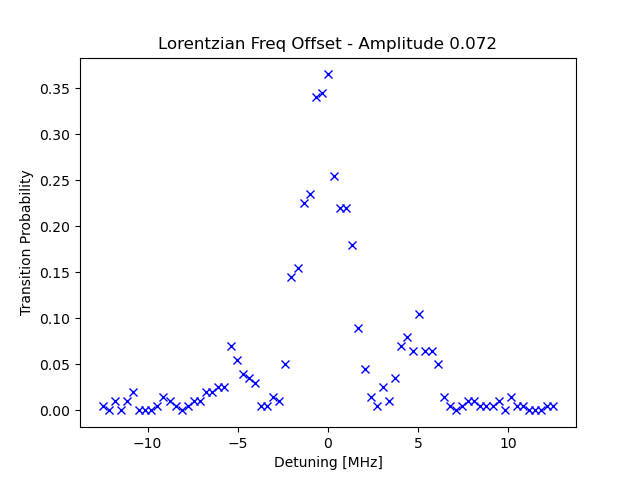 Lorentzian Freq Offset - Amplitude 0.072
Transition Probability
0.35
0.30
0.25
0.20
0.15
0.10
0.05
0.00
−10 −5 0 5 10
Detuning [MHz]